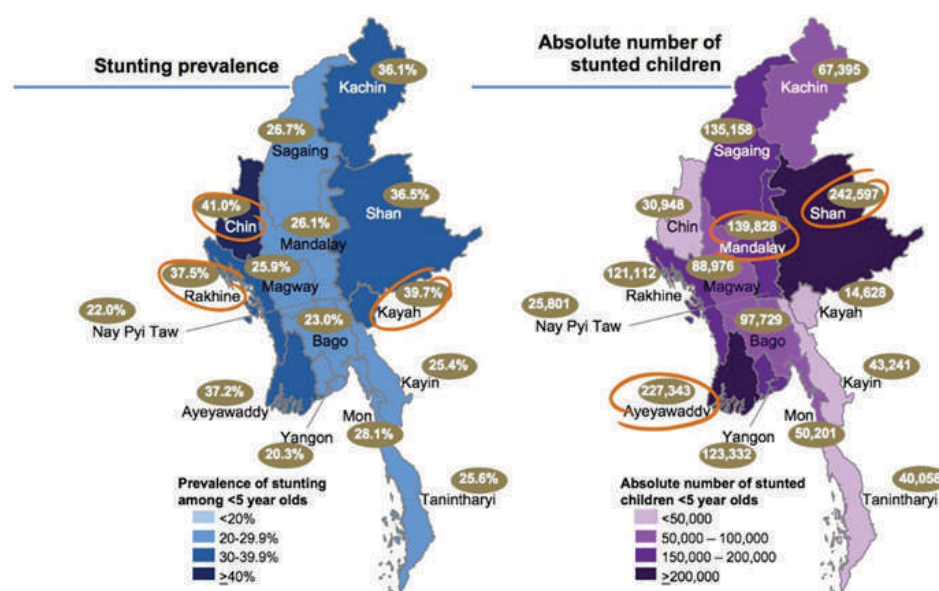 Stunting prevalence
36.1%
Kachin
26.7%
Sagaing
41.0%
Chin
36.5%
Shan
26.1%
Mandalay
37.5%
Rakhine
25.9%
Magway
39.7%
Kayah
22.0%
Nay Pyi Taw
23.0%
Bago
25.4%
Kayin
37.2%
Ayeyawaddy
Mon
28.1%
Yangon
20.3%
25.6%
Tanintharyi
Prevalence of stunting
among <5 year olds
<20%
20-29.9%
30-39.9%
≥40%
Absolute number of
stunted children
67,395
Kachin
135,158
Sagaing
30,948
Chin
242,597
Shan
139,828
Mandalay
121,112
Rakhine
88,976
Magway
14,628
Kayah
25,801
Nay Pyi Taw
97,729
Bago
43,241
Kayin
227,343
Ayeyawaddy
Mon
50,201
Yangon
123,332
40,058
Tanintharyi
Absolute number of stunted
children <5 year olds
<50,000
50,000 – 100,000
150,000 – 200,000
≥200,000